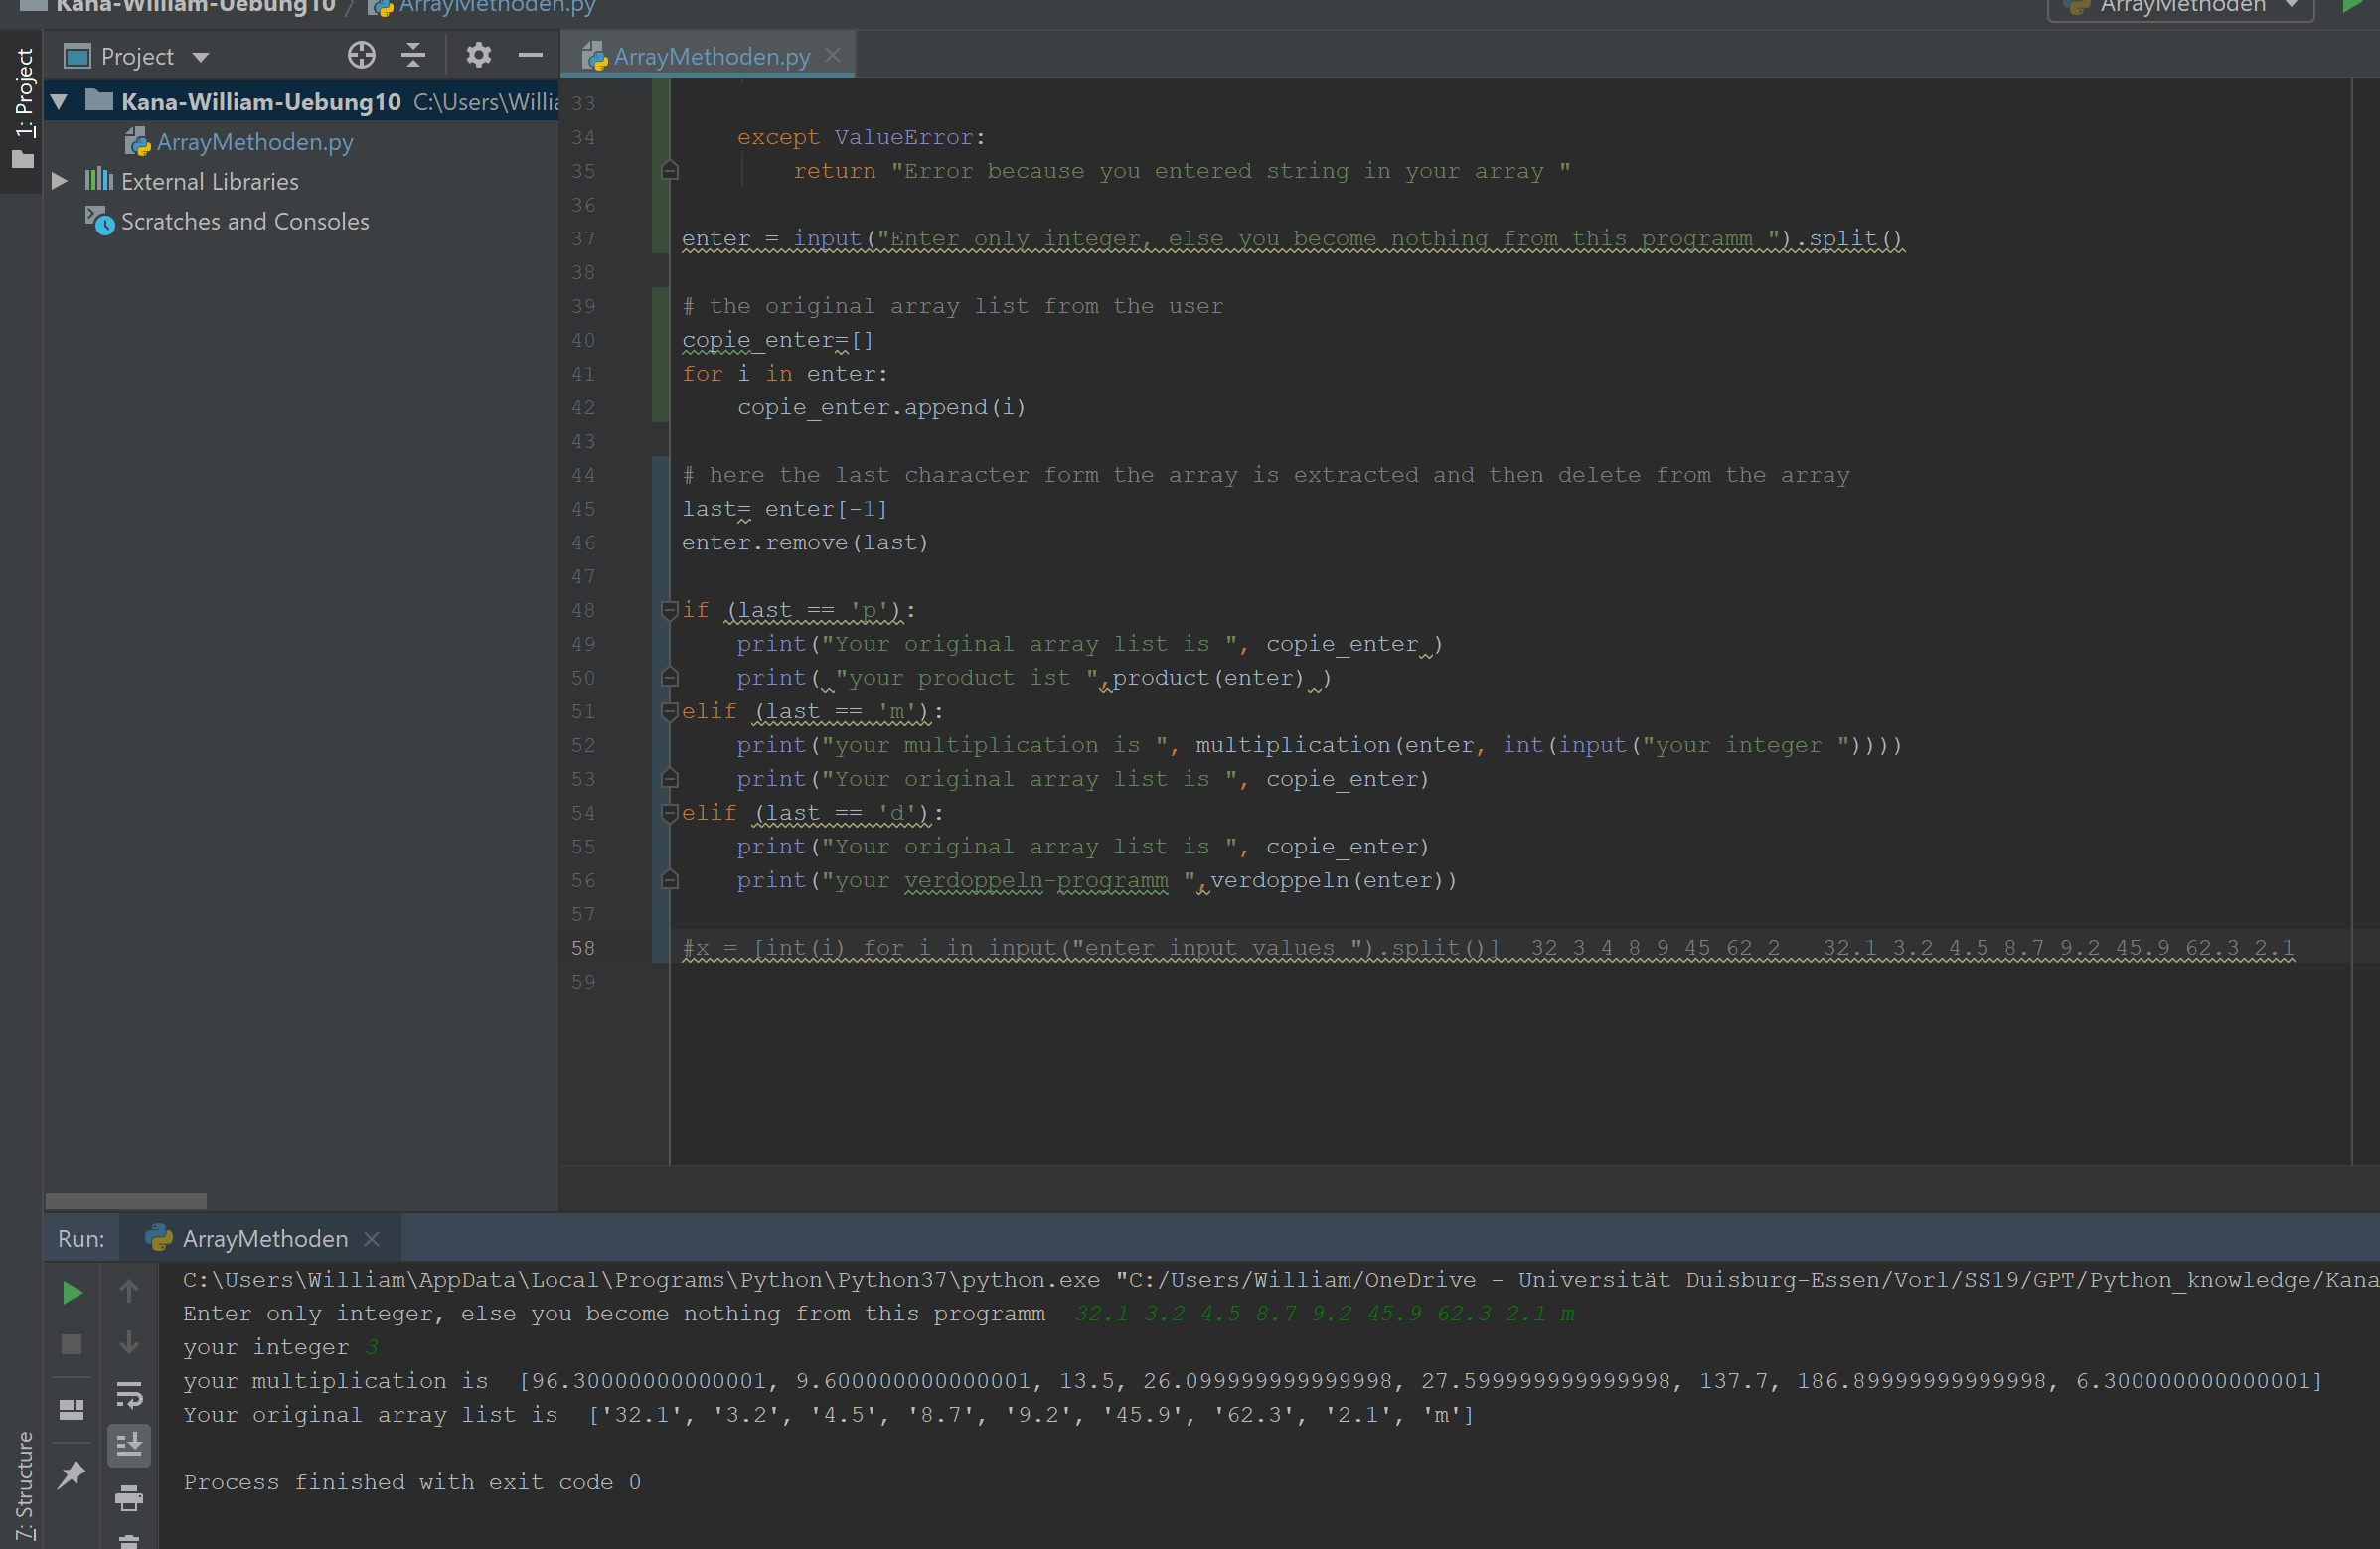 Kana-William-Uebung10 / ArrayMethoden.py
ArrayMethoden
1: Project
Project
ArrayMethoden.py
Kana-William-Uebung10 C:\Users\Willia
ArrayMethoden.py
External Libraries
Scratches and Consoles
33
34 except ValueError:
35 return "Error because you entered string in your array "
36
37 enter = input("Enter only integer, else you become nothing from this programm ").split()
38
39 # the original array list from the user
40 copie_enter=[]
41 for i in enter:
42 copie_enter.append(i)
43
44 # here the last character form the array is extracted and then delete from the array
45 last= enter[-1]
46 enter.remove(last)
47
48 if (last == 'p'):
49 print("Your original array list is ", copie_enter )
50 print( "your product ist ",product(enter) )
51 elif (last == 'm'):
52 print("your multiplication is ", multiplication(enter, int(input("your integer "))))
53 print("Your original array list is ", copie_enter)
54 elif (last == 'd'):
55 print("Your original array list is ", copie_enter)
56 print("your verdoppeln-programm ",verdoppeln(enter))
57
58 #x = [int(i) for i in input("enter input values ").split()] 32 3 4 8 9 45 62 2 32.1 3.2 4.5 8.7 9.2 45.9 62.3 2.1
59
Run: ArrayMethoden
C:\Users\William\AppData\Local\Programs\Python\Python37\python.exe "C:/Users/William/OneDrive - Universität Duisburg-Essen/Vorl/SS19/GPT/Python_knowledge/Kana
Enter only integer, else you become nothing from this programm 32.1 3.2 4.5 8.7 9.2 45.9 62.3 2.1 m
your integer 3
your multiplication is [96.30000000000001, 9.600000000000001, 13.5, 26.099999999999998, 27.599999999999998, 137.7, 186.89999999999998, 6.300000000000001]
Your original array list is ['32.1', '3.2', '4.5', '8.7', '9.2', '45.9', '62.3', '2.1', 'm']
Process finished with exit code 0
7: Structure